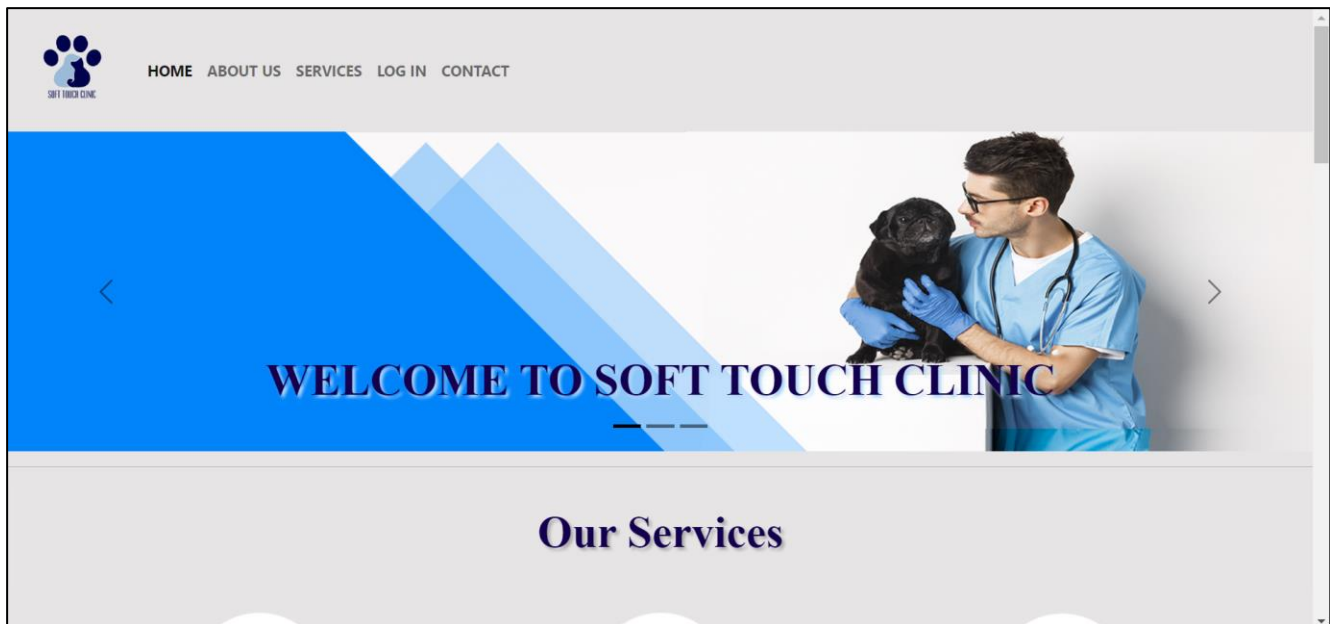 SOFT TOUCH CLINIC
HOME ABOUT US SERVICES LOG IN CONTACT
WELCOME TO SOFT TOUCH CLINIC
Our Services